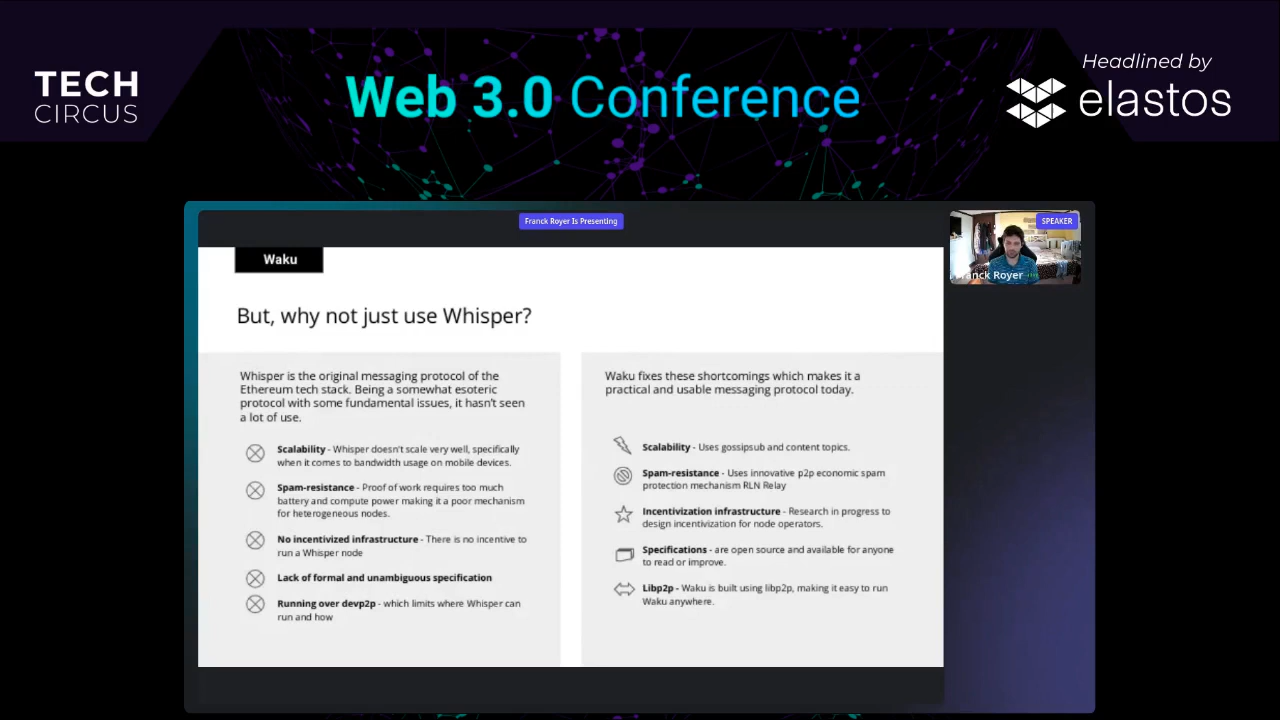 TECH
CIRCUS
Web 3.0 Conference
Headlined by
elastos
Franck Royer Is Presenting
SPEAKER
Franck Royer
Waku
But, why not just use Whisper?
Whisper is the original messaging protocol of the
Ethereum tech stack. Being a somewhat esoteric
protocol with some fundamental issues, it hasn't seen
a lot of use.
Scalability - Whisper doesn't scale very well, specifically
when it comes to bandwidth usage on mobile devices.
Spam-resistance - Proof of work requires too much
battery and compute power making it a poor mechanism
for heterogeneous nodes.
No incentivized infrastructure - There is no incentive to
run a Whisper node
Lack of formal and unambiguous specification
Running over devp2p - which limits where Whisper can
run and how
Waku fixes these shortcomings which makes it a
practical and usable messaging protocol today.
Scalability - Uses gossipsub and content topics.
Spam-resistance - Uses innovative p2p economic spam
protection mechanism RLN Relay
Incentivization infrastructure - Research in progress to
design incentivization for node operators.
Specifications - are open source and available for anyone
to read or improve.
Libp2p - Waku is built using libp2p, making it easy to run
Waku anywhere.